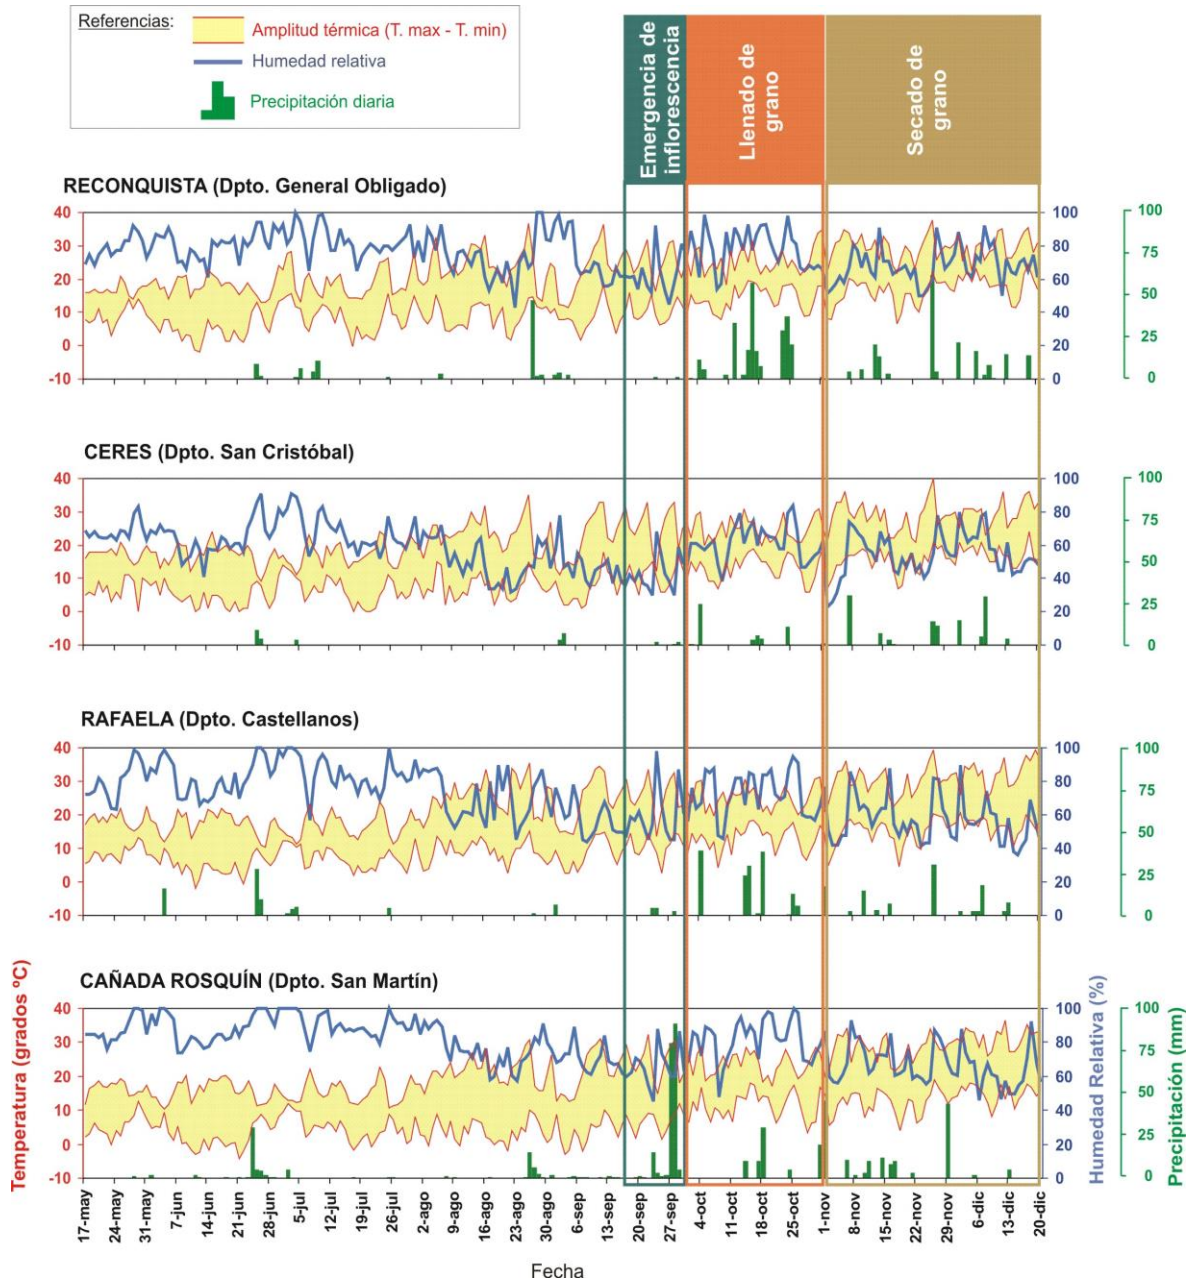 Referencias:
Amplitud térmica (T. max - T. min)
Humedad relativa
Precipitación diaria
Emergencia de
inflorescencia
Llenado de
grano
Secado de
grano
RECONQUISTA (Dpto. General Obligado)
40
30
20
10
0
-10
100
80
60
40
20
0
100
75
50
25
0
CERES (Dpto. San Cristóbal)
40
30
20
10
0
-10
100
80
60
40
20
0
100
75
50
25
0
RAFAELA (Dpto. Castellanos)
40
30
20
10
0
-10
100
80
60
40
20
0
100
75
50
25
0
CAÑADA ROSQUÍN (Dpto. San Martín)
40
30
20
10
0
-10
100
80
60
40
20
0
100
75
50
25
0
Temperatura (grados ºC)
Humedad Relativa (%)
Precipitación (mm)
17-may
24-may
31-may
7-jun
14-jun
21-jun
28-jun
5-jul
12-jul
19-jul
26-jul
2-ago
9-ago
16-ago
23-ago
30-ago
6-sep
13-sep
20-sep
27-sep
4-oct
11-oct
18-oct
25-oct
1-nov
8-nov
15-nov
22-nov
29-nov
6-dic
13-dic
20-dic
Fecha